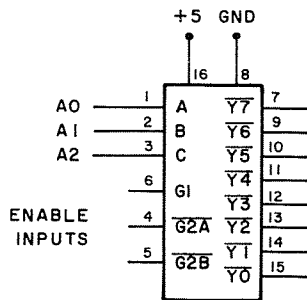 +5 GND
16 8
A0 1 A Y7 7
A1 2 B Y6 9
A2 3 C Y5 10
Y4 11
6 G1 Y3 12
ENABLE 4 G2A Y2 13
INPUTS Y1 14
5 G2B Y0 15